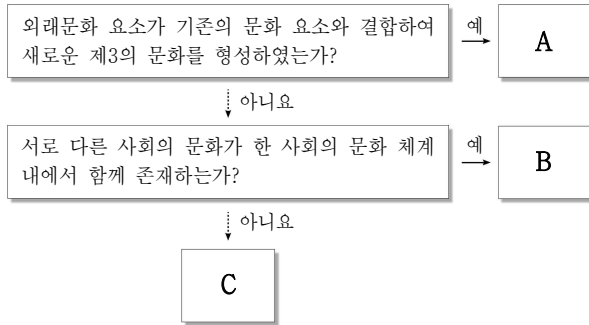 외래문화 요소가 기존의 문화 요소와 결합하여
새로운 제3의 문화를 형성하였는가?
예
A
아니요
서로 다른 사회의 문화가 한 사회의 문화 체계
내에서 함께 존재하는가?
예
B
아니요
C